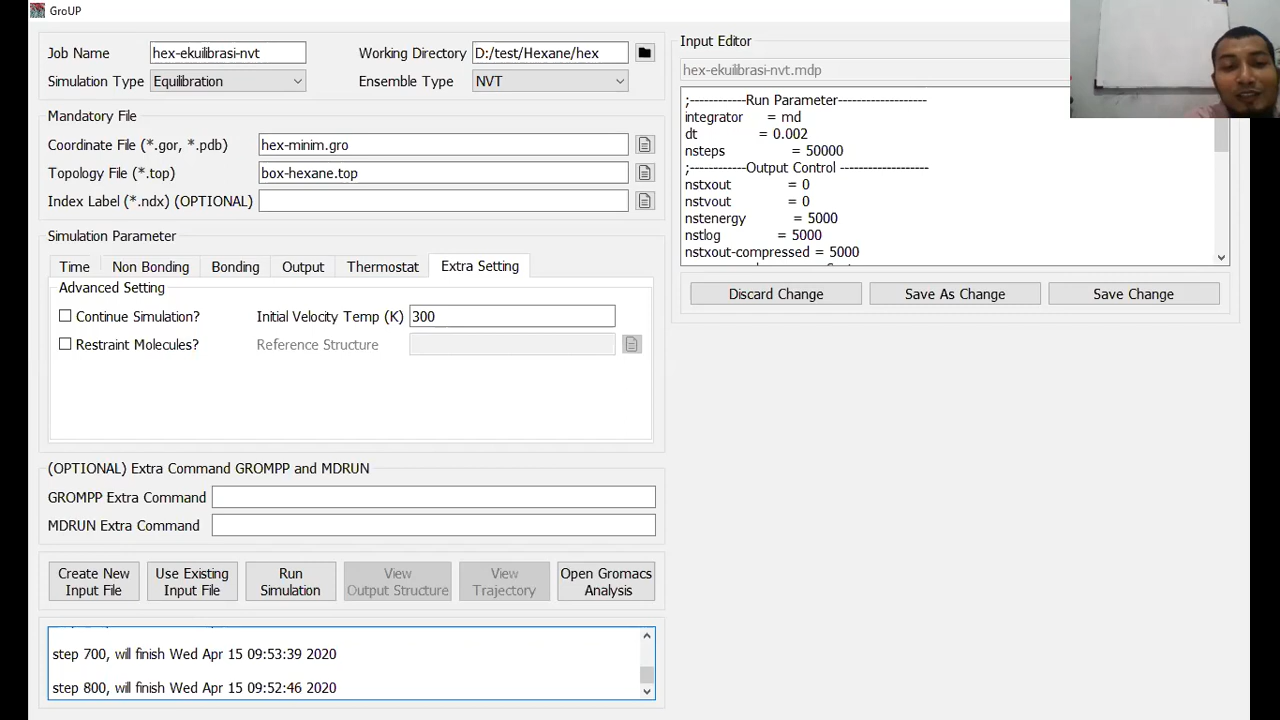 GroUP
Job Name hex-ekuilibrasi-nvt Working Directory D:/test/Hexane/hex
Simulation Type Equilibration Ensemble Type NVT
Mandatory File
Coordinate File (*.gor, *.pdb) hex-minim.gro
Topology File (*.top) box-hexane.top
Index Label (*.ndx) (OPTIONAL)
Simulation Parameter
Time Non Bonding Bonding Output Thermostat Extra Setting
Advanced Setting
Continue Simulation? Initial Velocity Temp (K) 300
Restraint Molecules? Reference Structure
(OPTIONAL) Extra Command GROMPP and MDRUN
GROMPP Extra Command
MDRUN Extra Command
Create New Input File
Use Existing Input File
Run Simulation
View Output Structure
View Trajectory
Open Gromacs Analysis
step 700, will finish Wed Apr 15 09:53:39 2020
step 800, will finish Wed Apr 15 09:52:46 2020
Input Editor
hex-ekuilibrasi-nvt.mdp
;------------Run Parameter-------------------
integrator = md
dt = 0.002
nsteps = 50000
;------------Output Control -------------------
nstxout = 0
nstvout = 0
nstenergy = 5000
nstlog = 5000
nstxout-compressed = 5000
Discard Change Save As Change Save Change